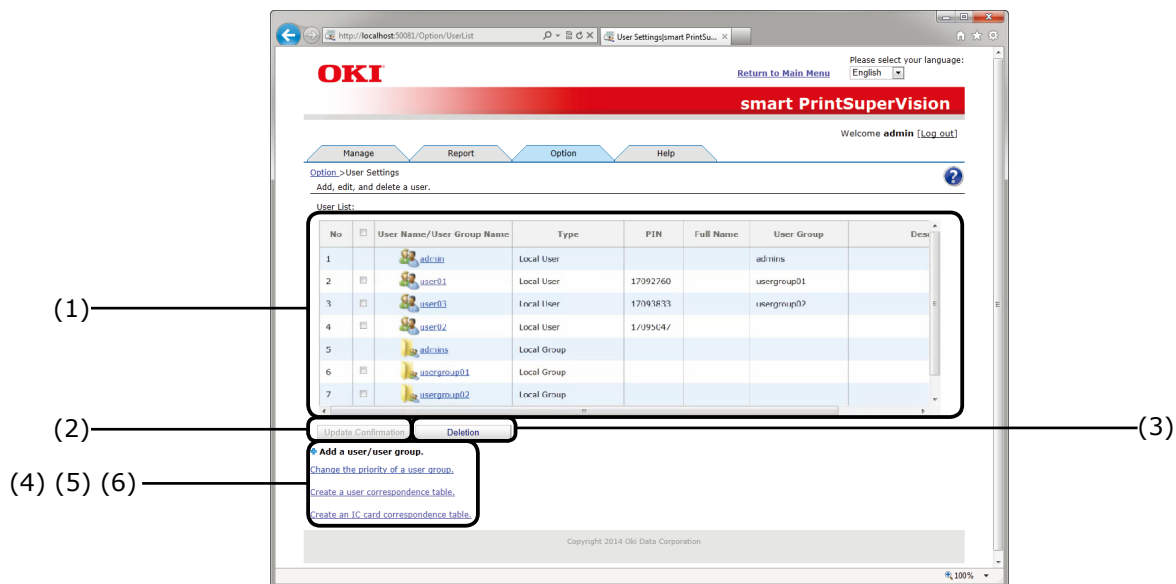 http://localhost:50081/Option/UserList
User Settings|smart PrintSu...
Please select your language:
OKI
Return to Main Menu
English
smart PrintSuperVision
Welcome admin [Log out]
Manage Report Option Help
Option >User Settings
Add, edit, and delete a user.
User List:
No User Name/User Group Name Type PIN Full Name User Group Desc
1 admin Local User admins
2 user01 Local User 17092760 usergroup01
3 user03 Local User 17093833 usergroup02
4 user02 Local User 17095047
5 admins Local Group
6 usergroup01 Local Group
7 usergroup02 Local Group
(1)
(2)
Update Confirmation Deletion
(3)
Add a user/user group.
(4) (5) (6)
Change the priority of a user group.
Create a user correspondence table.
Create an IC card correspondence table.
Copyright 2014 Oki Data Corporation
100%